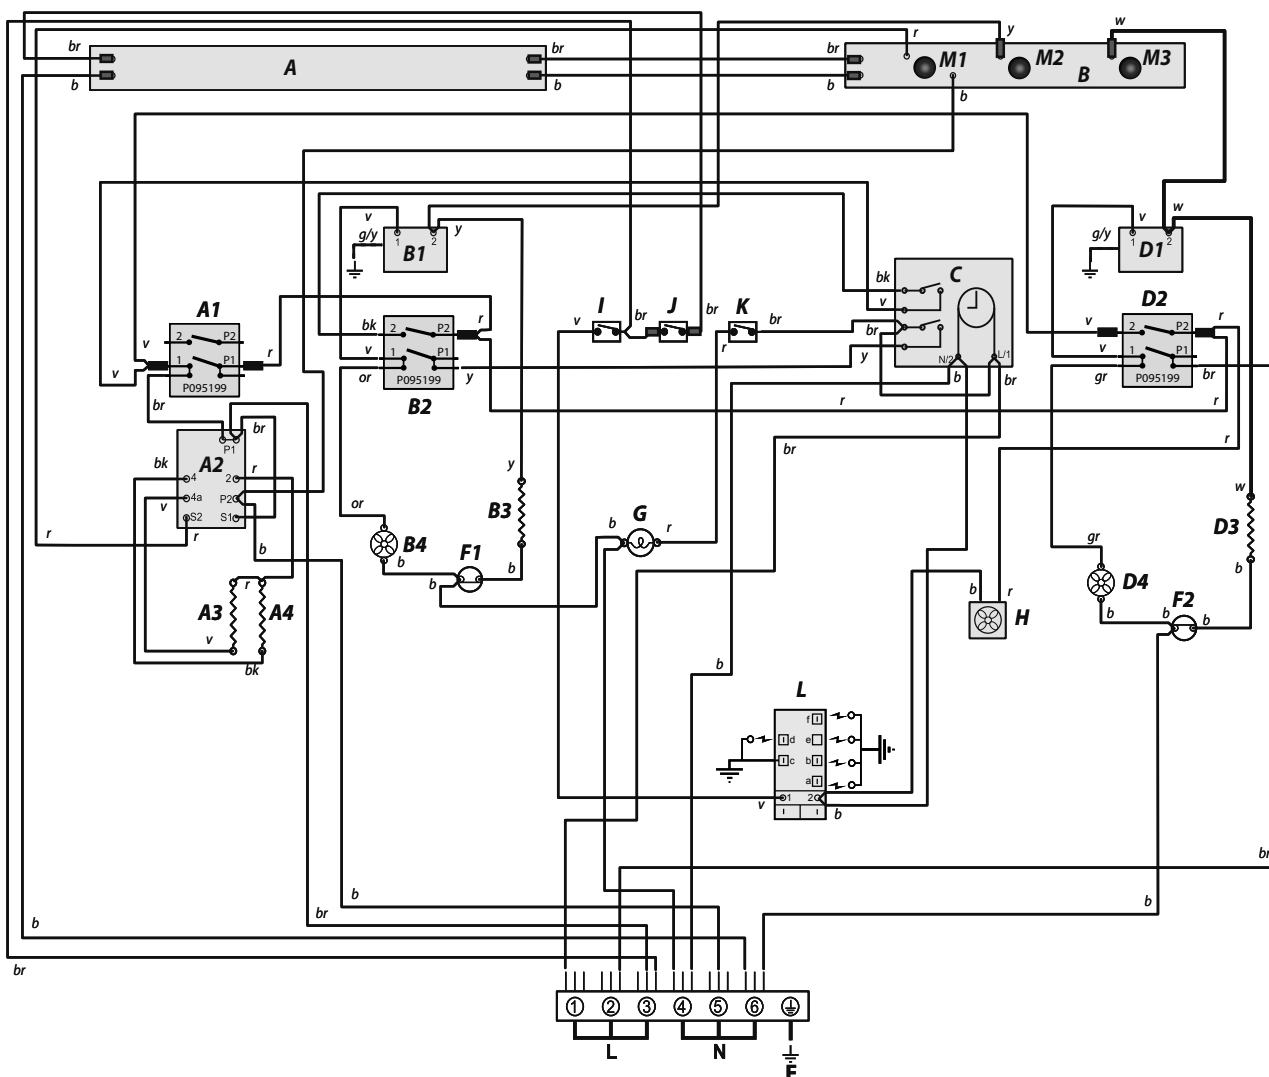 w
y
r
br
br
br
M1
M2
M3
A
B
b
b
b
b
v
w
g/y
y
1
2
B1
v
g/y
1
2
D1
C
bk
v
br
N/2
L/1
b
br
A1
2
P2
v
1
P1
r
P095199
r
bk
2
P2
v
1
P1
or
P095199
y
B2
I
J
K
br
br
br
v
r
y
D2
2
P2
r
v
v
1
P1
gr
P095199
br
r
r
br
br
P1
bk
A2
r
4
2
v
4a
P2
S2
S1
r
r
b
r
A3
A4
v
bk
y
or
B3
B4
b
F1
b
b
b
G
r
br
r
w
D3
gr
b
D4
b
b
F2
b
b
r
H
b
L
f
d
e
c
b
a
1
2
v
b
br
b
b
br
b
br
1
2
3
4
5
6
L
N
E